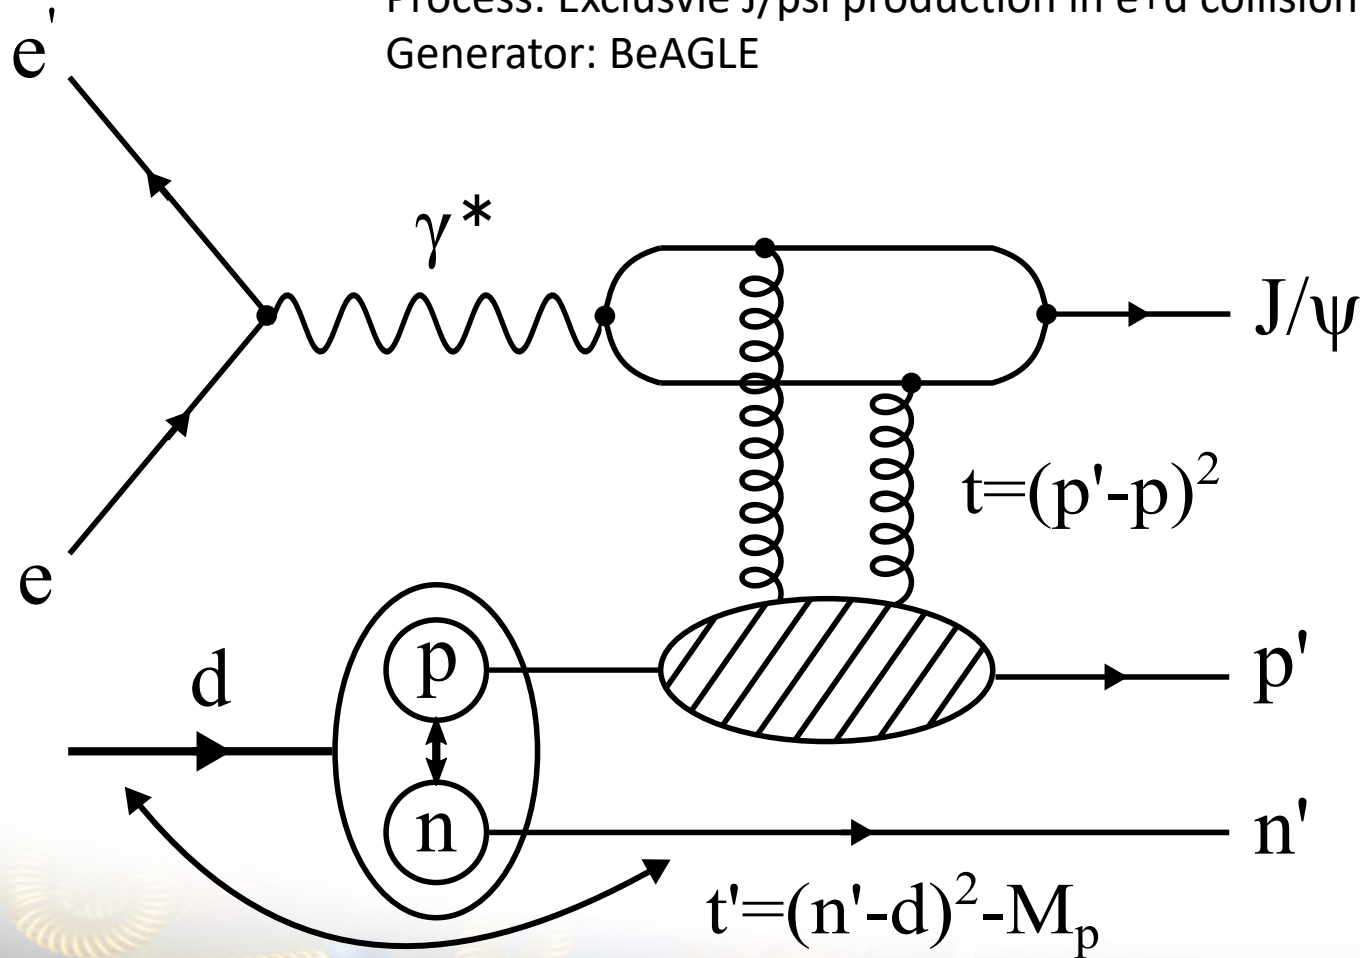 Process: Exclusvie J/psi production in e+d collision
Generator: BeAGLE
e'
γ*
J/ψ
t=(p'-p)²
e
d
p
p'
n
n'
t'=(n'-d)²-Mₚ